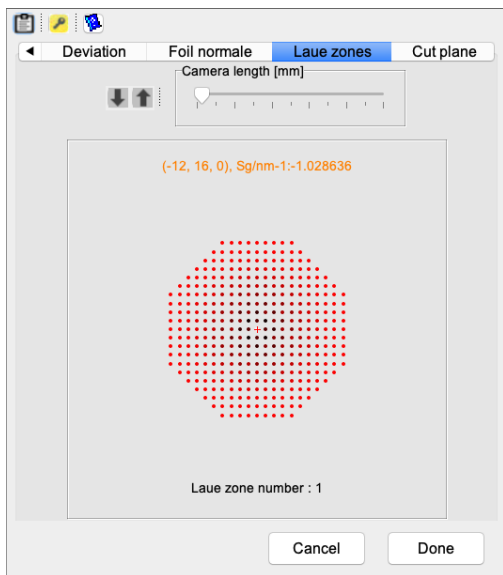 Deviation Foil normale Laue zones Cut plane
Camera length [mm]
(-12, 16, 0), Sg/nm-1:-1.028636
Laue zone number : 1
Cancel Done